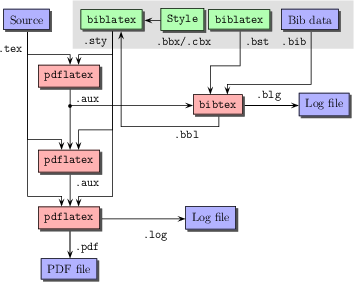 Source
biblatex
Style
biblatex
Bib data
.tex
.sty
.bbx/.cbx
.bst
.bib
pdflatex
.aux
bibtex
.blg
Log file
.bbl
pdflatex
.aux
pdflatex
Log file
.log
.pdf
PDF file